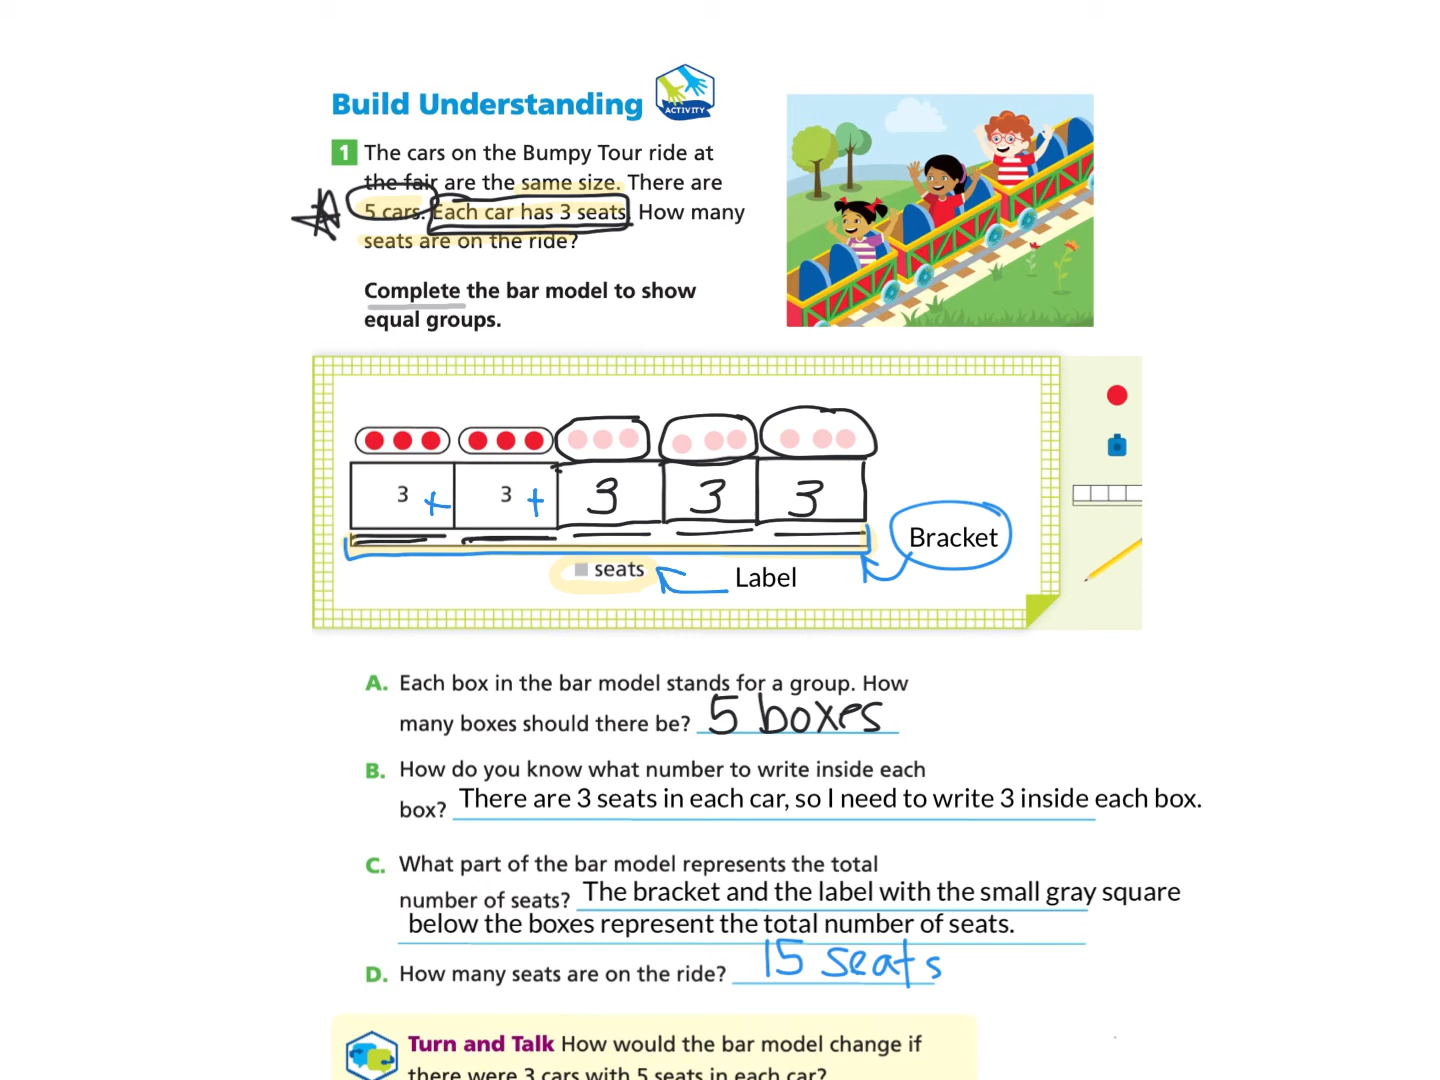 Build Understanding
ACTIVITY
1 The cars on the Bumpy Tour ride at
the fair are the same size. There are
5 cars. Each car has 3 seats. How many
seats are on the ride?
Complete the bar model to show
equal groups.
3 + 3 + 3 3 3
Bracket
seats
Label
A. Each box in the bar model stands for a group. How
many boxes should there be? 5 boxes
B. How do you know what number to write inside each
box? There are 3 seats in each car, so I need to write 3 inside each box.
C. What part of the bar model represents the total
number of seats? The bracket and the label with the small gray square
below the boxes represent the total number of seats.
D. How many seats are on the ride? 15 seats
Turn and Talk How would the bar model change if
there were 3 cars with 5 seats in each car?